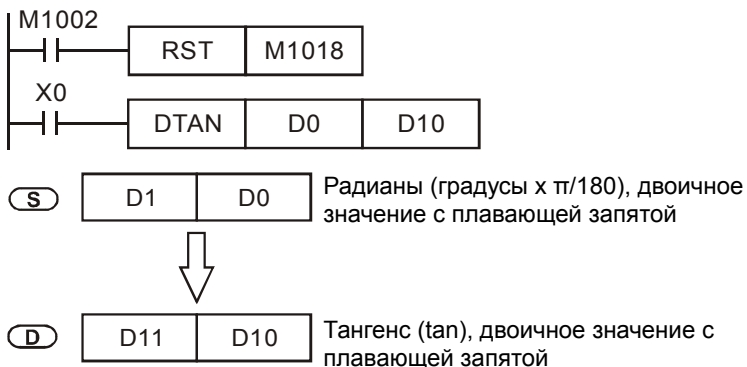 M1002
RST M1018
X0
DTAN D0 D10
S D1 D0 Радианы (градусы x π/180), двоичное
значение с плавающей запятой
D D11 D10 Тангенс (tan), двоичное значение с
плавающей запятой